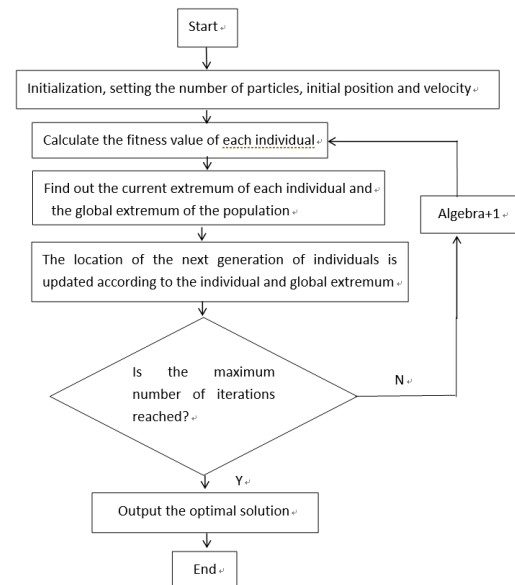 Start
Initialization, setting the number of particles, initial position and velocity
Calculate the fitness value of each individual
Find out the current extremum of each individual and
the global extremum of the population
Algebra+1
The location of the next generation of individuals is
updated according to the individual and global extremum
Is the maximum
number of iterations
reached?
N
Y
Output the optimal solution
End